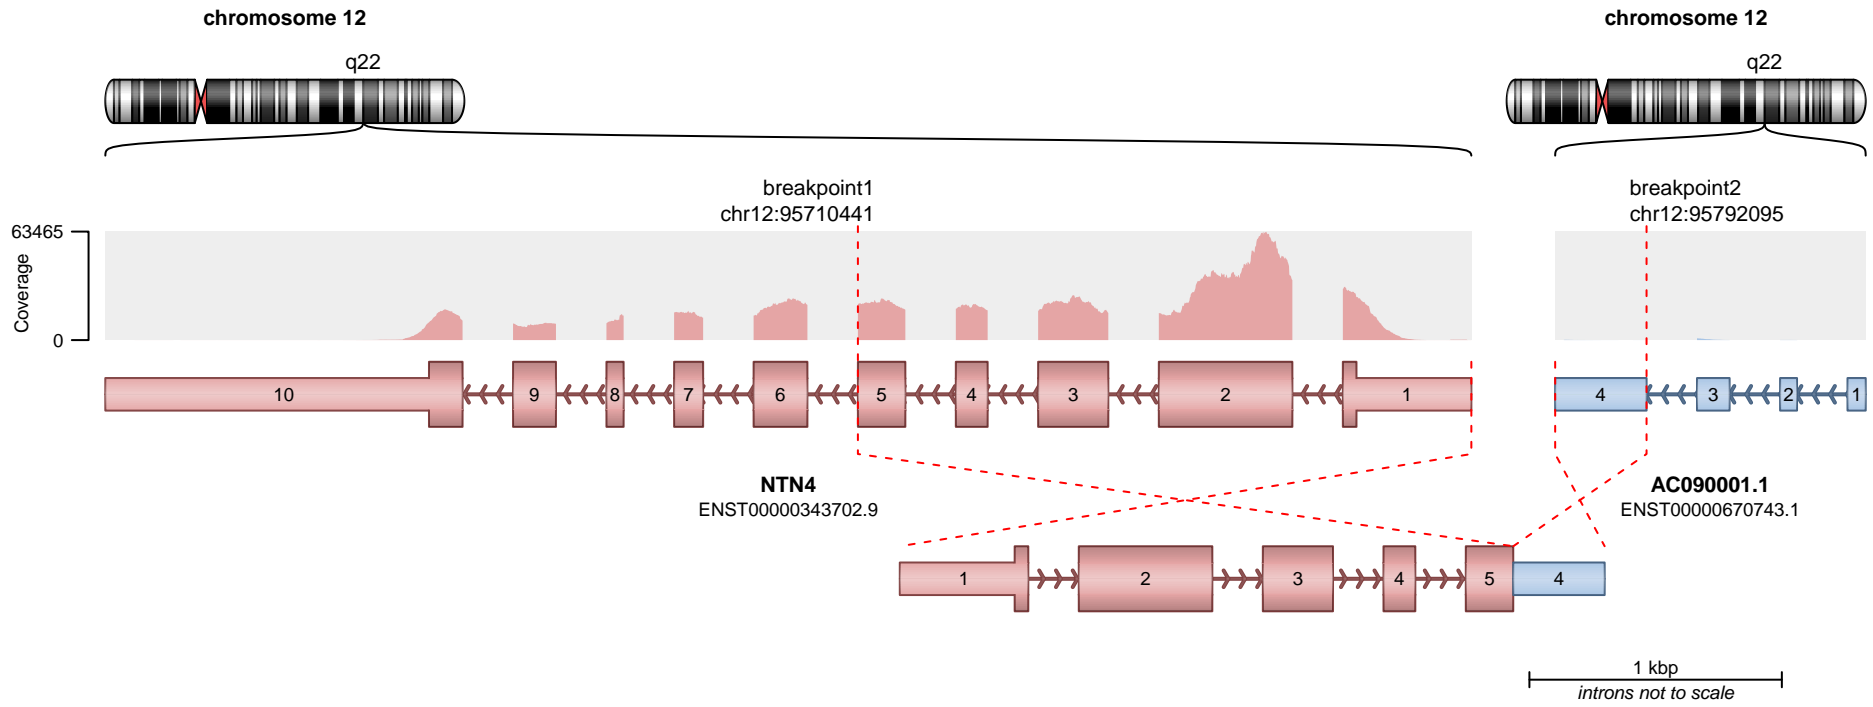 chromosome 12
chromosome 12
q22
q22
breakpoint1
chr12:95710441
breakpoint2
chr12:95792095
63465
Coverage
0
10 9 8 7 6 5 4 3 2 1
4 3 2 1
NTN4
ENST00000343702.9
AC090001.1
ENST00000670743.1
1 2 3 4 5 4
1 kbp
introns not to scale